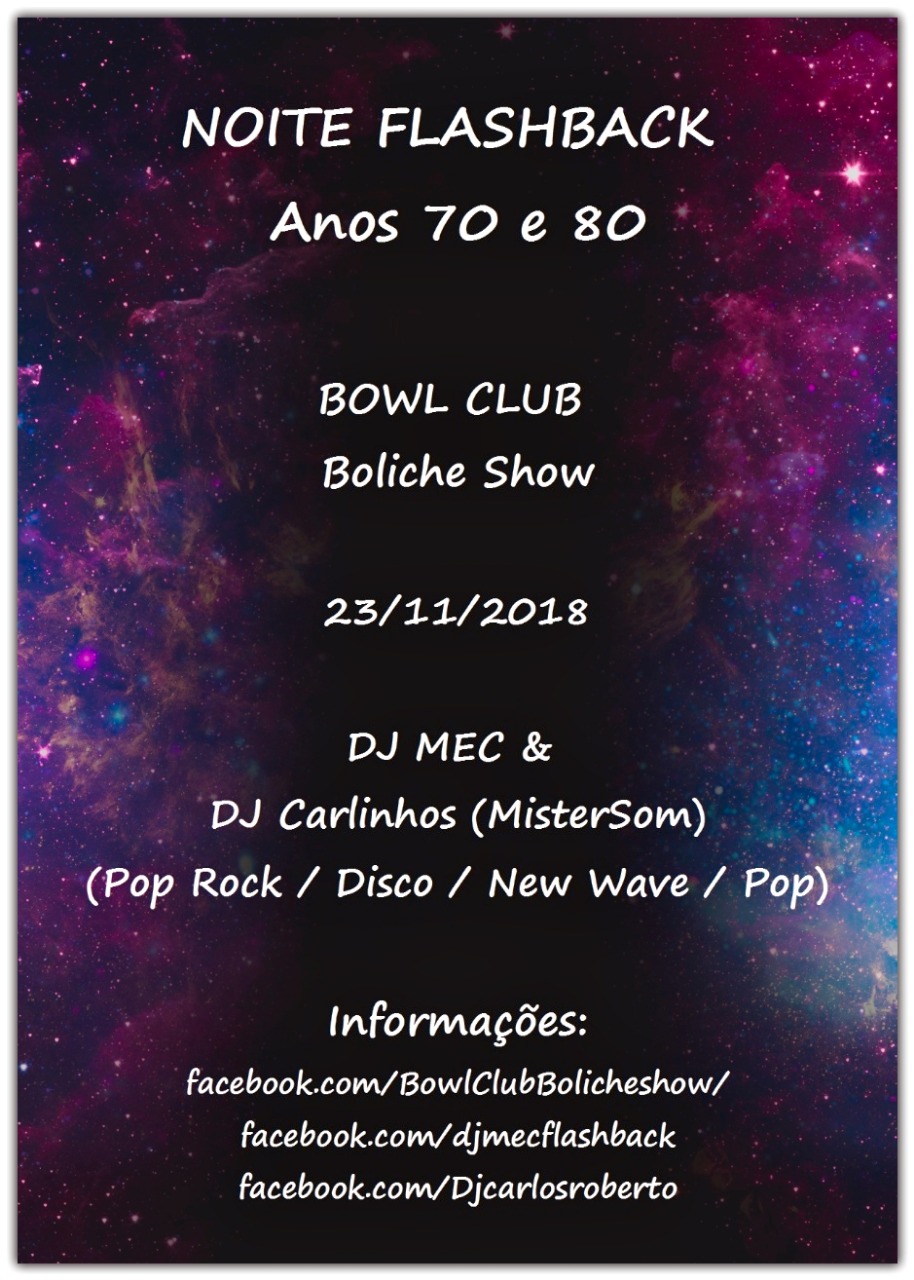 NOITE FLASHBACK
Anos 70 e 80
BOWL CLUB
Boliche Show
23/11/2018
DJ MEC &
DJ Carlinhos (MisterSom)
(Pop Rock / Disco / New Wave / Pop)
Informações:
facebook.com/BowlClubBolicheshow/
facebook.com/djmecflashback
facebook.com/Djcarlosroberto